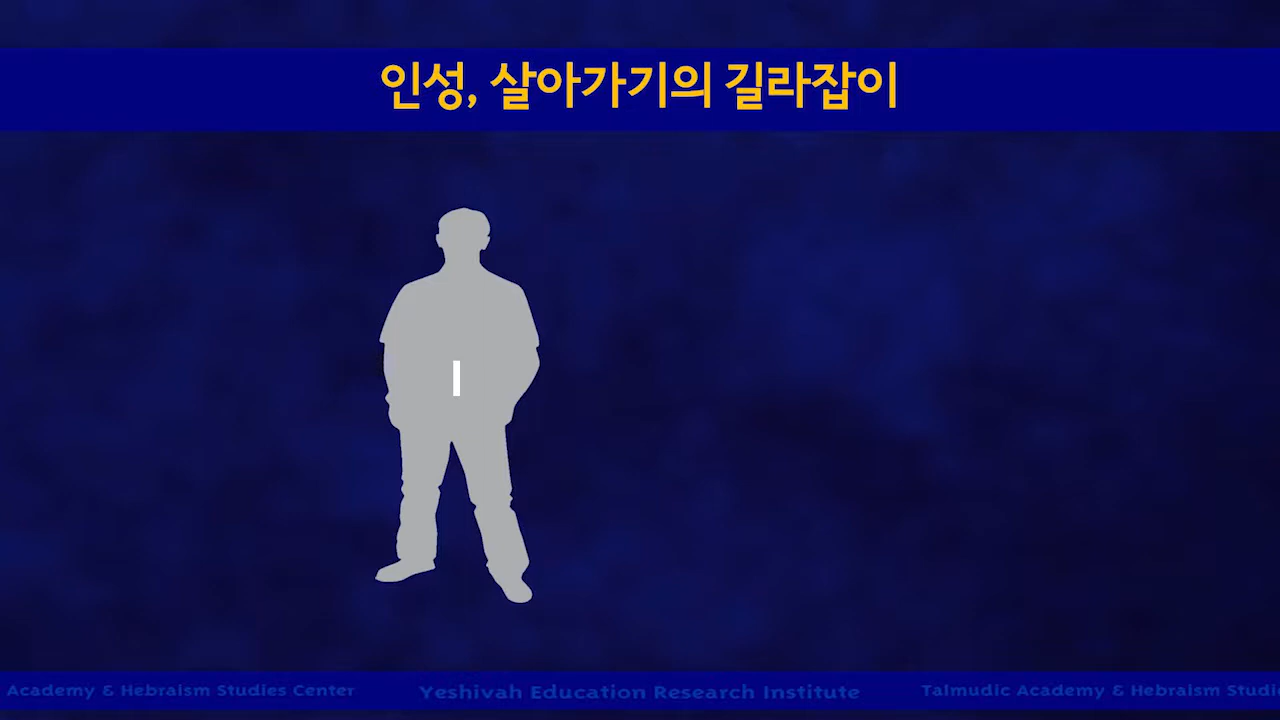 인성, 살아가기의 길라잡이
I
Academy & Hebraism Studies Center Yeshivah Education Research Institute Talmudic Academy & Hebraism